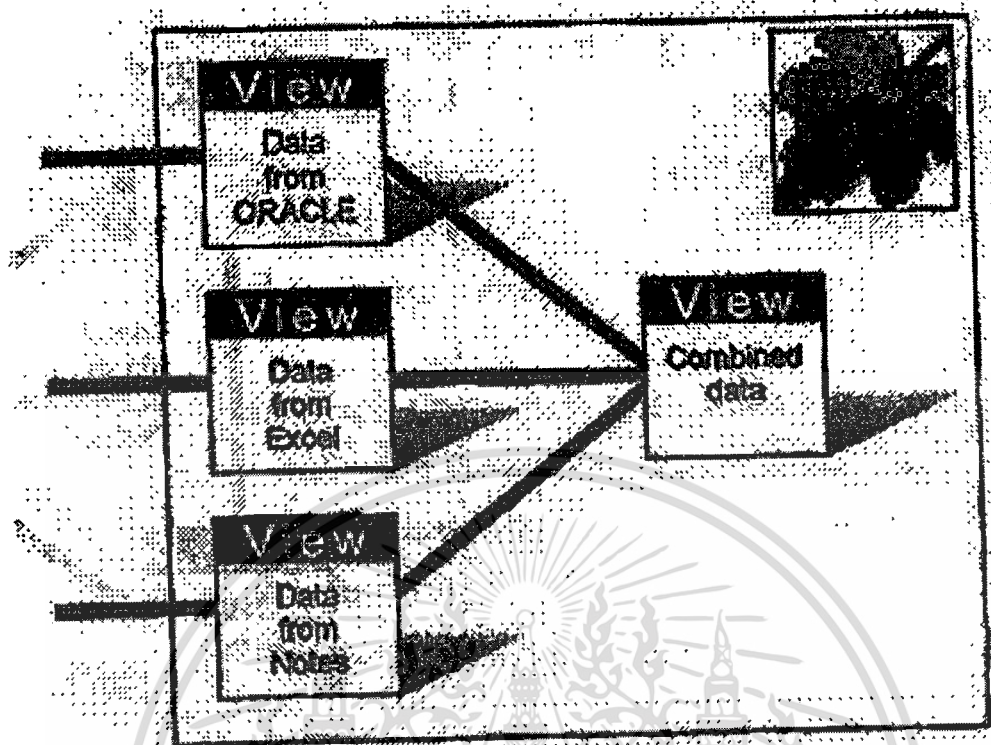 View
Data
from
ORACLE
View
Data
from
Excel
View
Data
from
Notes
View
Combined
data